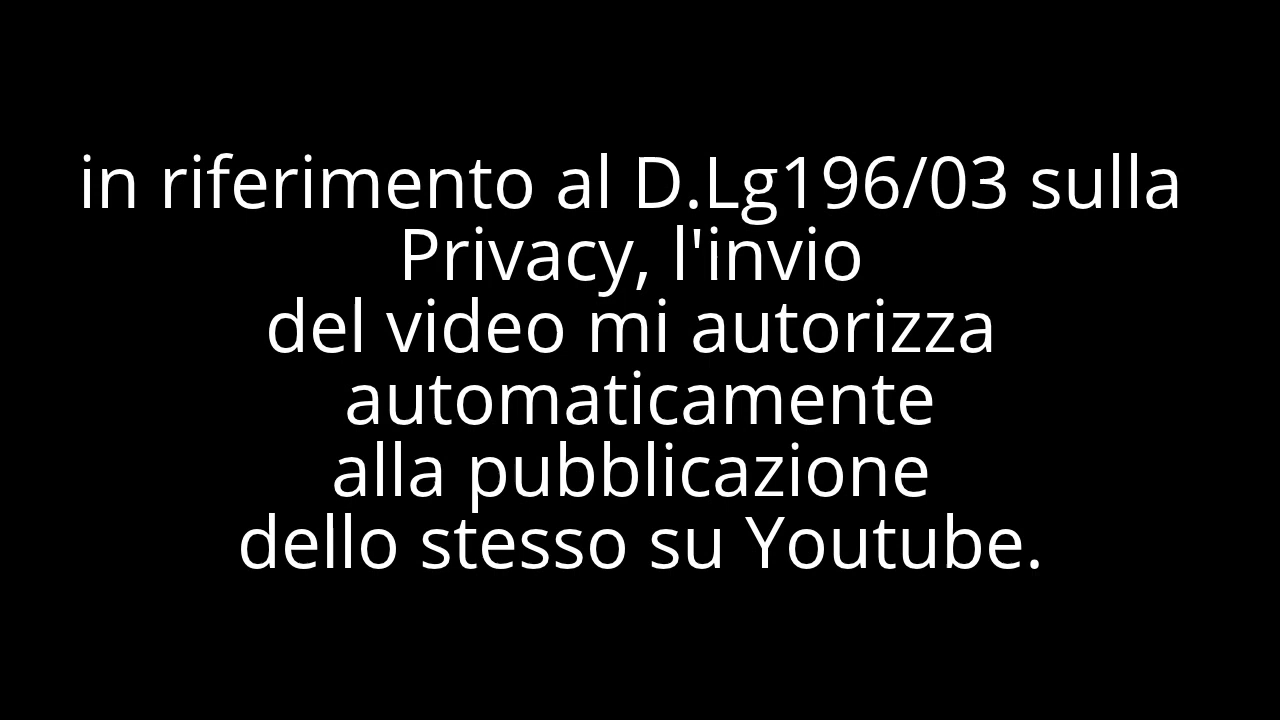 in riferimento al D.Lg196/03 sulla
Privacy, l'invio
del video mi autorizza
automaticamente
alla pubblicazione
dello stesso su Youtube.